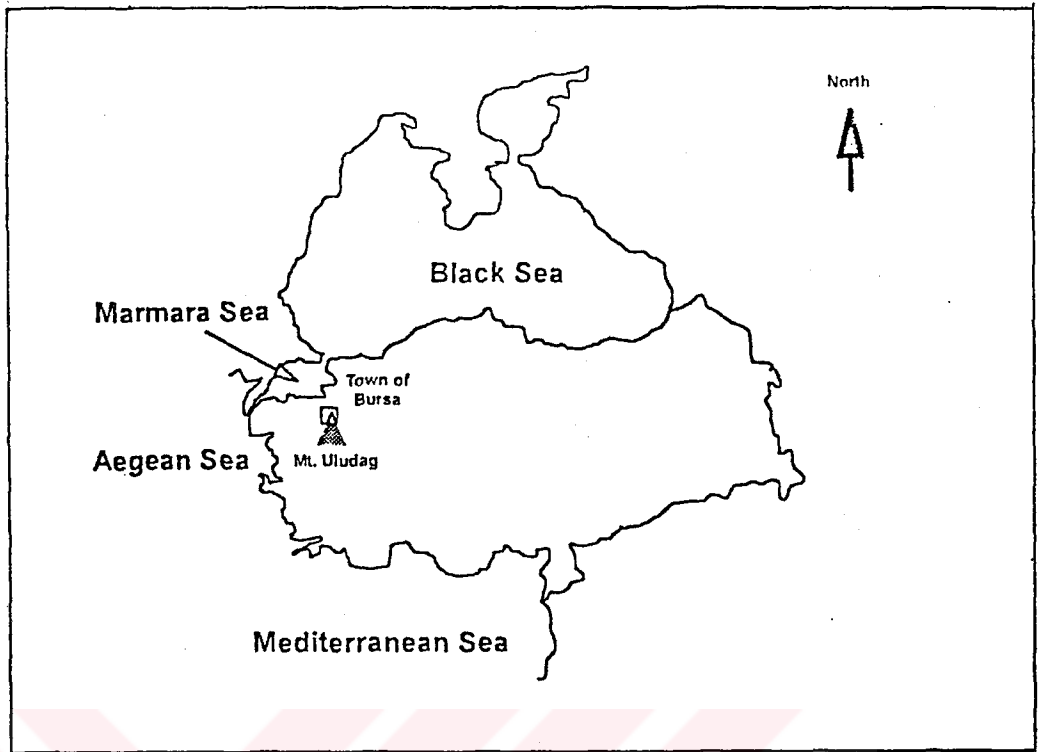 North
Black Sea
Marmara Sea
Town of
Bursa
Aegean Sea
Mt. Uludag
Mediterranean Sea